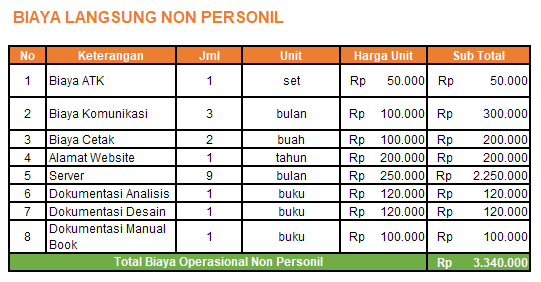 BIAYA LANGSUNG NON PERSONIL
No Keterangan Jml Unit Harga Unit Sub Total
1 Biaya ATK 1 set Rp 50.000 Rp 50.000
2 Biaya Komunikasi 3 bulan Rp 100.000 Rp 300.000
3 Biaya Cetak 2 buah Rp 100.000 Rp 200.000
4 Alamat Website 1 tahun Rp 200.000 Rp 200.000
5 Server 9 bulan Rp 250.000 Rp 2.250.000
6 Dokumentasi Analisis 1 buku Rp 120.000 Rp 120.000
7 Dokumentasi Desain 1 buku Rp 120.000 Rp 120.000
8 Dokumentasi Manual Book 1 buku Rp 100.000 Rp 100.000
Total Biaya Operasional Non Personil Rp 3.340.000